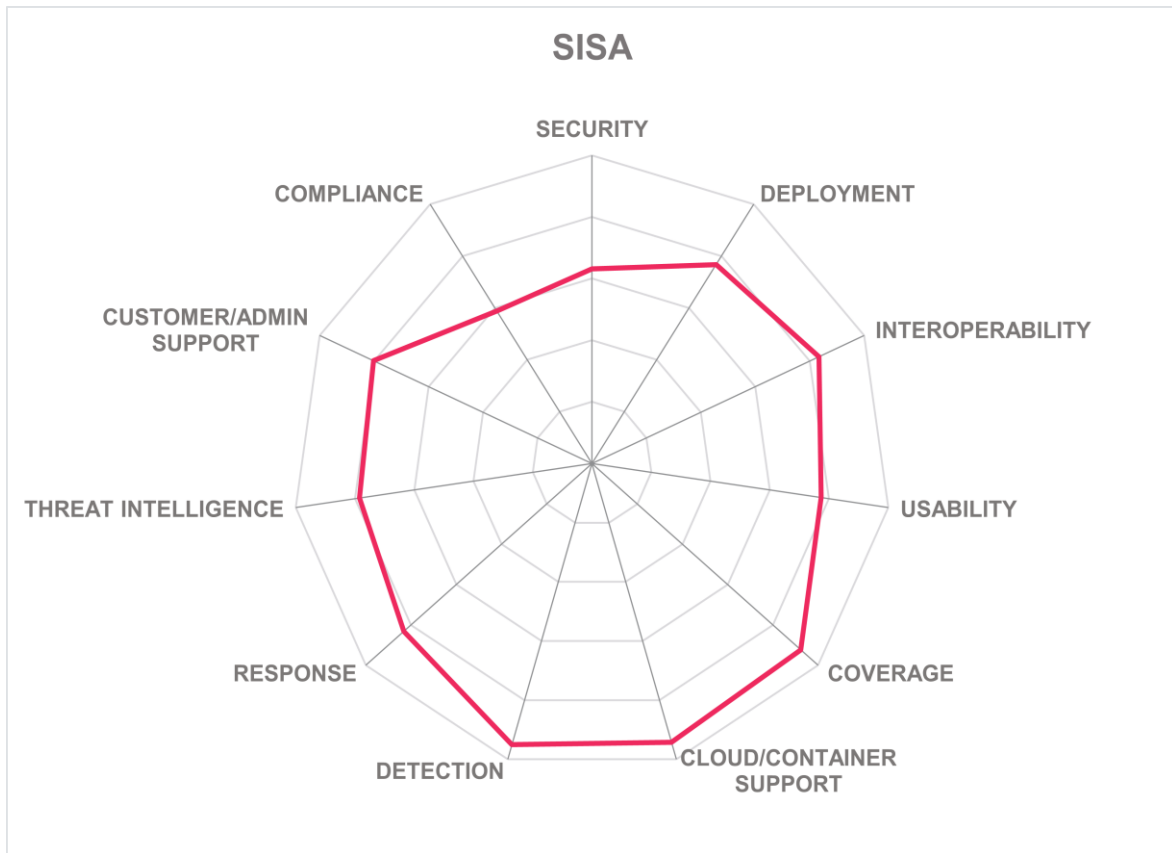 SISA
SECURITY
DEPLOYMENT
INTEROPERABILITY
USABILITY
COVERAGE
CLOUD/CONTAINER
SUPPORT
DETECTION
RESPONSE
THREAT INTELLIGENCE
CUSTOMER/ADMIN
SUPPORT
COMPLIANCE